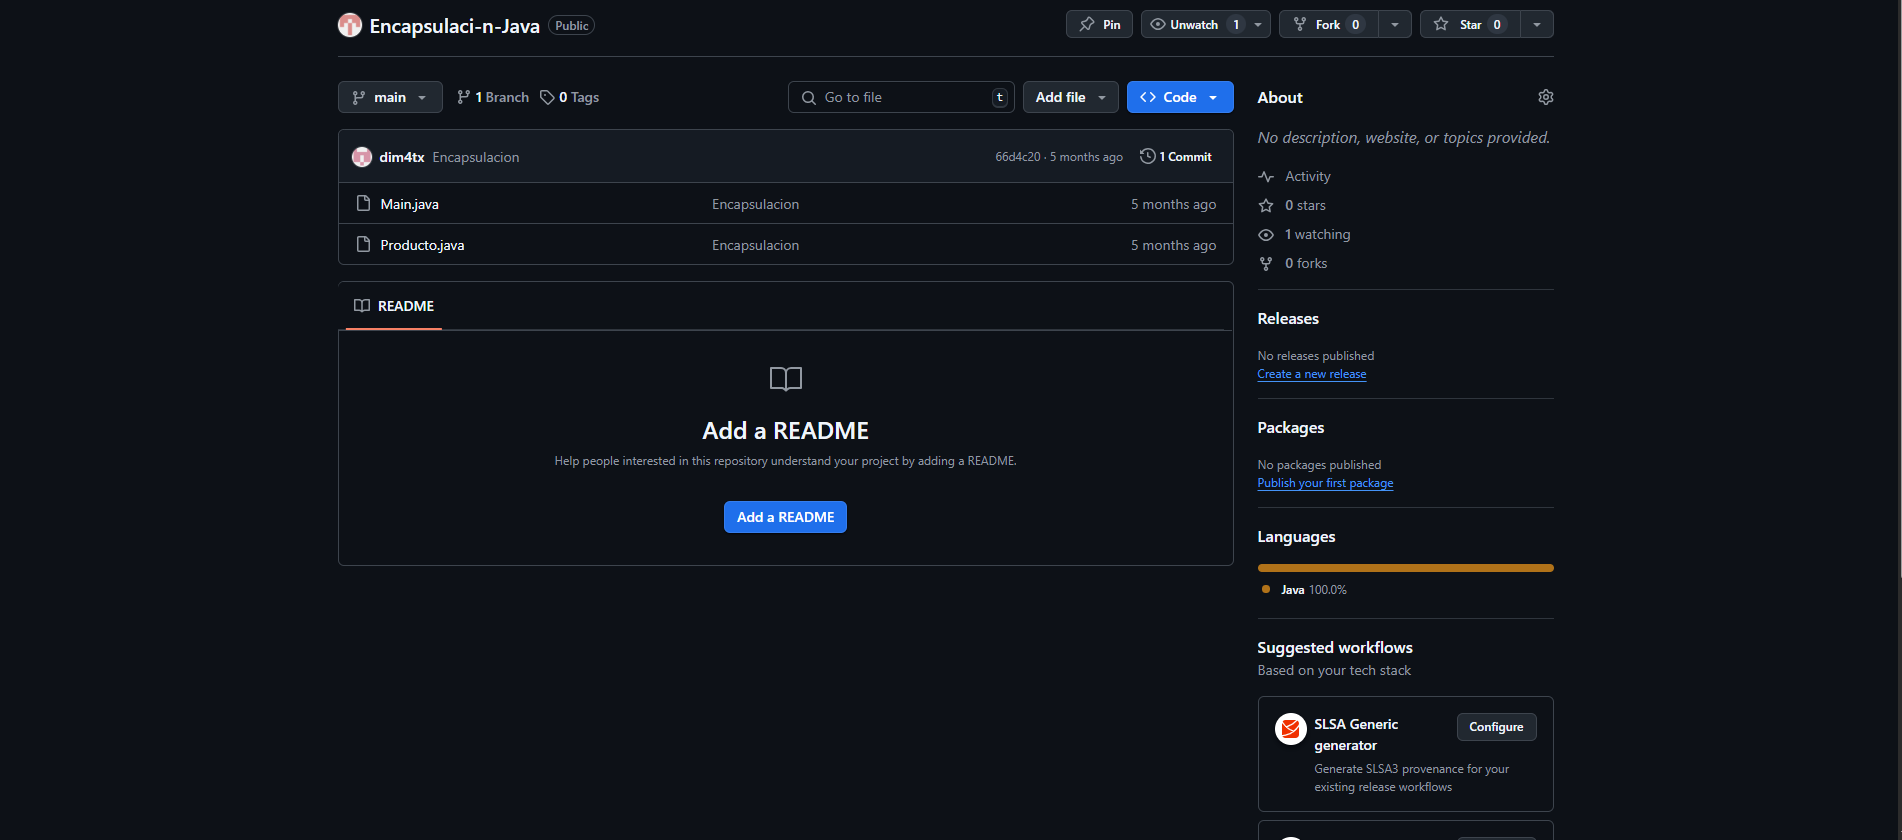 Encapsulaci-n-Java Public
Pin
Unwatch 1
Fork 0
Star 0
main
1 Branch
0 Tags
Go to file t
Add file
Code
dim4tx Encapsulacion 66d4c20 · 5 months ago 1 Commit
Main.java Encapsulacion 5 months ago
Producto.java Encapsulacion 5 months ago
README
Add a README
Help people interested in this repository understand your project by adding a README.
Add a README
About
No description, website, or topics provided.
Activity
0 stars
1 watching
0 forks
Releases
No releases published
Create a new release
Packages
No packages published
Publish your first package
Languages
Java 100.0%
Suggested workflows
Based on your tech stack
SLSA Generic
generator
Configure
Generate SLSA3 provenance for your
existing release workflows